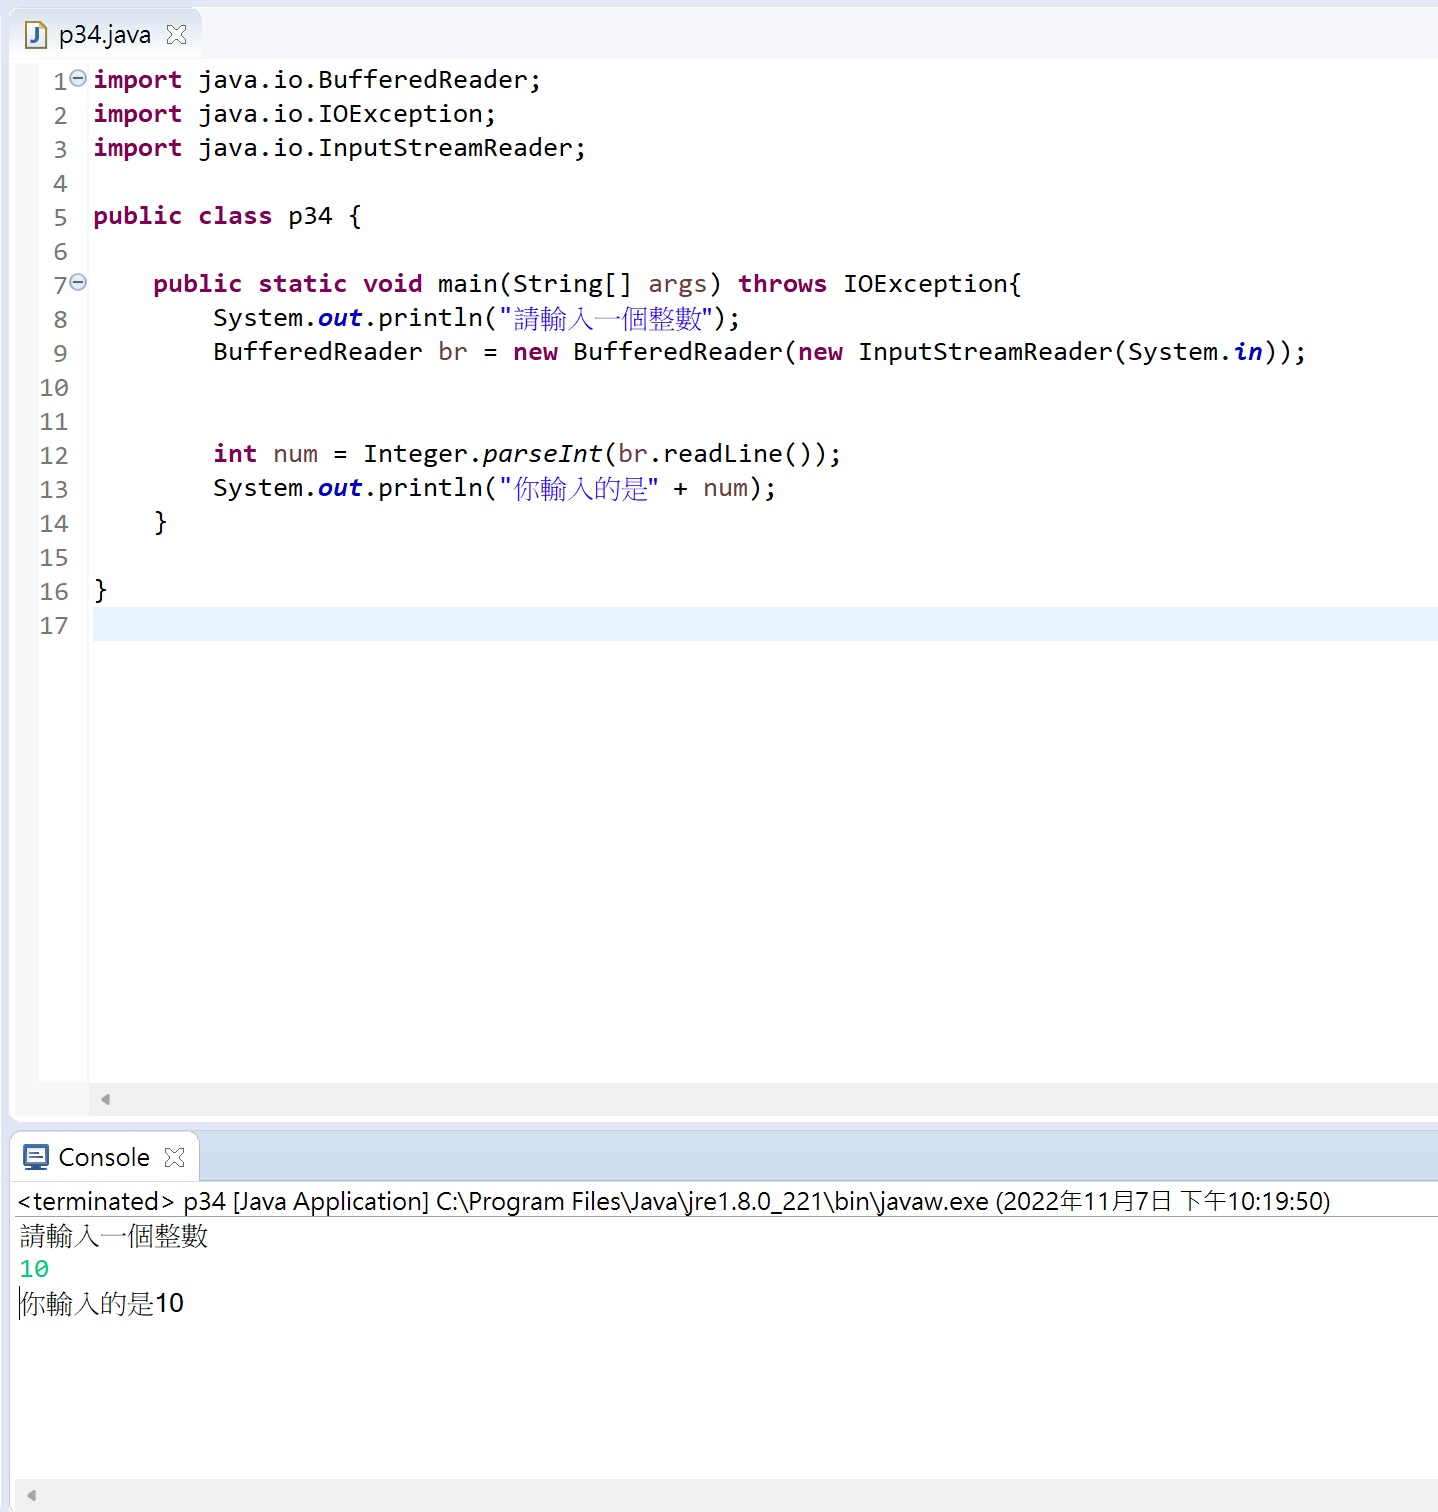 p34.java
1 import java.io.BufferedReader;
2 import java.io.IOException;
3 import java.io.InputStreamReader;
4
5 public class p34 {
6
7     public static void main(String[] args) throws IOException{
8         System.out.println("請輸入一個整數");
9         BufferedReader br = new BufferedReader(new InputStreamReader(System.in));
10
11
12         int num = Integer.parseInt(br.readLine());
13         System.out.println("你輸入的是" + num);
14     }
15
16 }
17
Console
<terminated> p34 [Java Application] C:\Program Files\Java\jre1.8.0_221\bin\javaw.exe (2022年11月7日 下午10:19:50)
請輸入一個整數
10
你輸入的是10